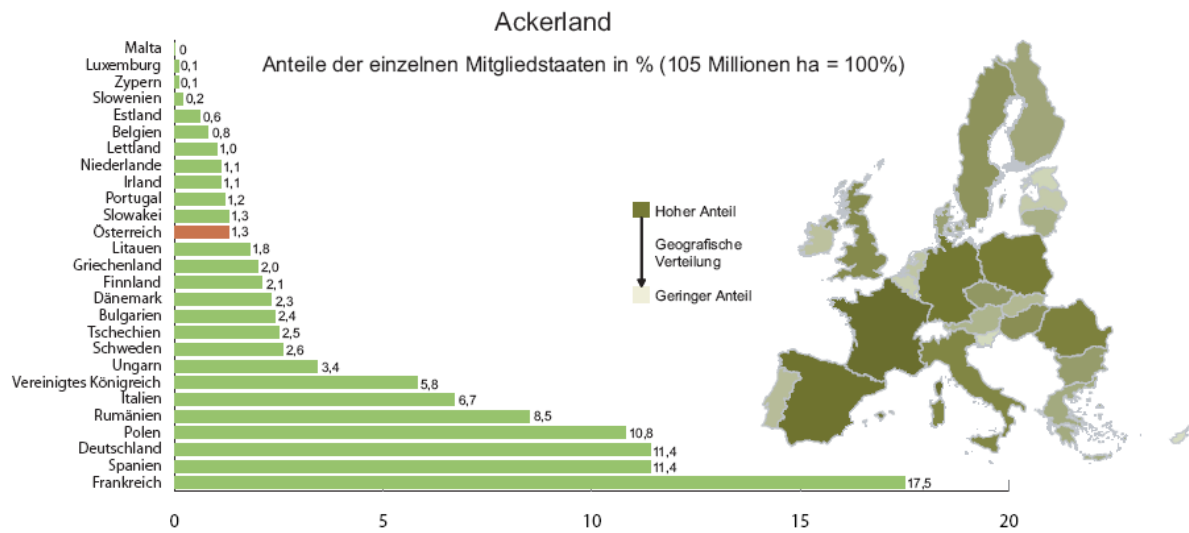 Ackerland
Anteile der einzelnen Mitgliedstaaten in % (105 Millionen ha = 100%)
Malta 0
Luxemburg 0,1
Zypern 0,1
Slowenien 0,2
Estland 0,6
Belgien 0,8
Lettland 1,0
Niederlande 1,1
Irland 1,1
Portugal 1,2
Slowakei 1,3
Österreich 1,3
Litauen 1,8
Griechenland 2,0
Finnland 2,1
Dänemark 2,3
Bulgarien 2,4
Tschechien 2,5
Schweden 2,6
Ungarn 3,4
Vereinigtes Königreich 5,8
Italien 6,7
Rumänien 8,5
Polen 10,8
Deutschland 11,4
Spanien 11,4
Frankreich 17,5
0 5 10 15 20
Hoher Anteil
Geografische
Verteilung
Geringer Anteil